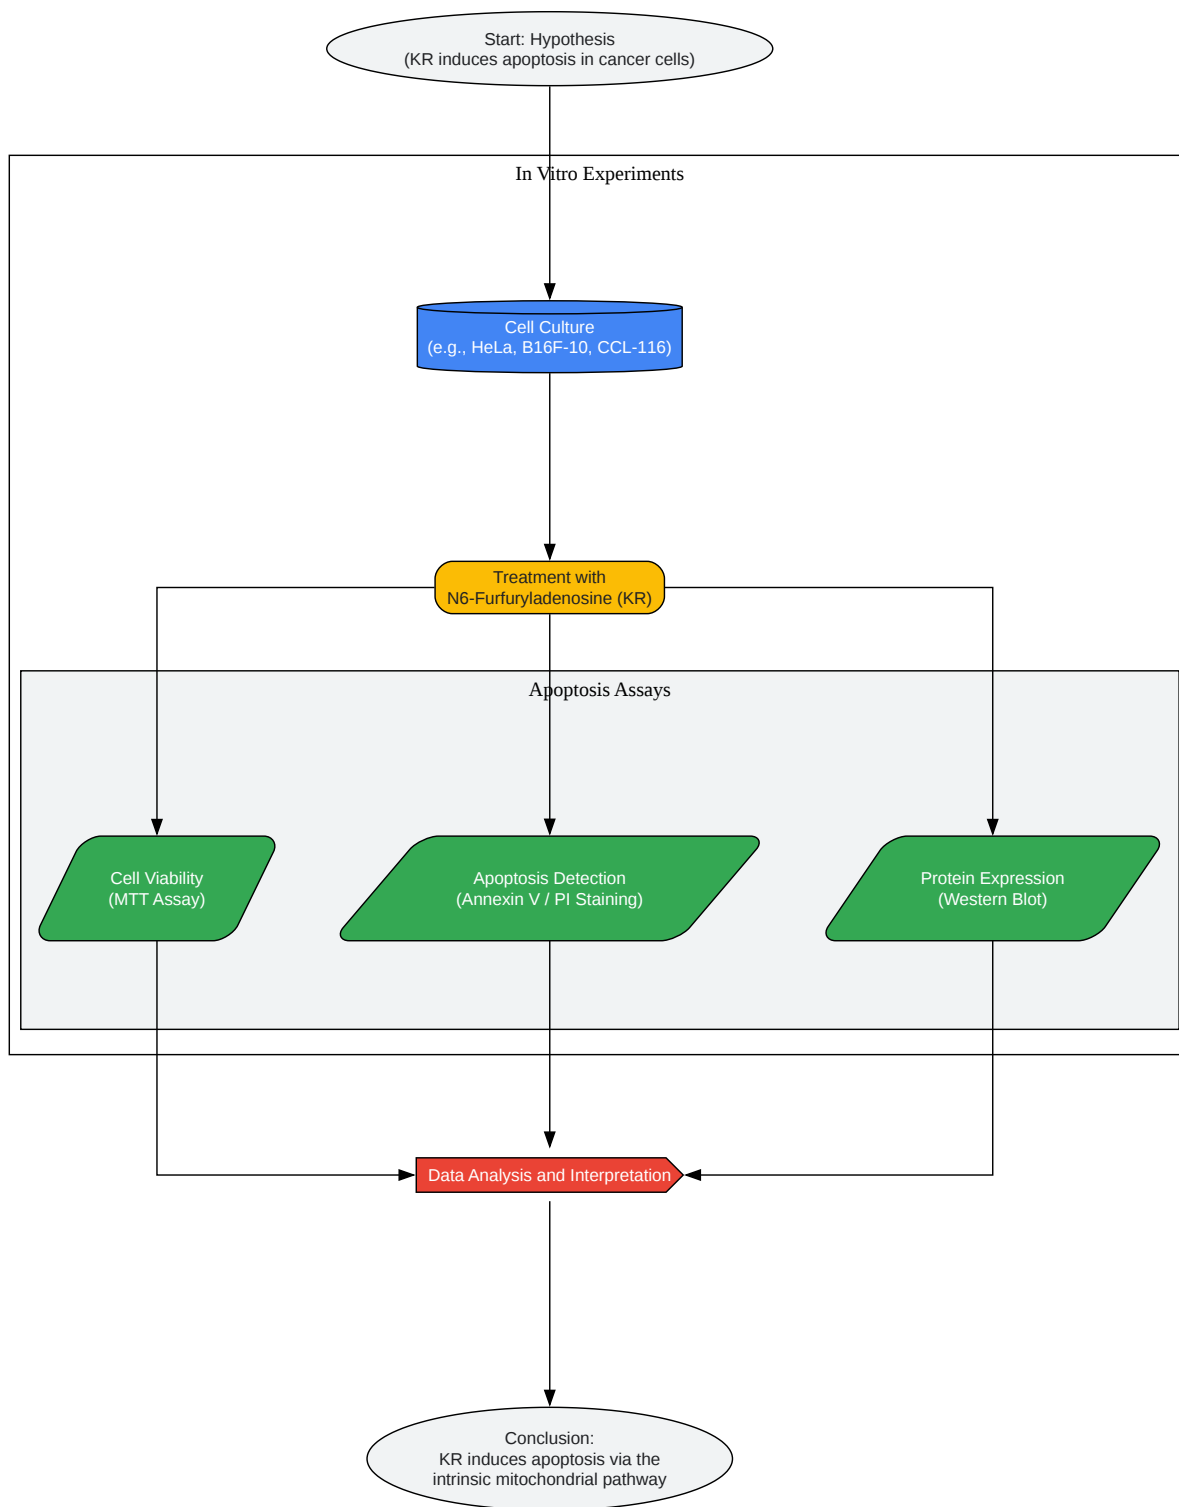 Start: Hypothesis
(KR induces apoptosis in cancer cells)
In Vitro Experiments
Cell Culture
(e.g., HeLa, B16F-10, CCL-116)
Treatment with
N6-Furfuryladenosine (KR)
Apoptosis Assays
Cell Viability
(MTT Assay)
Apoptosis Detection
(Annexin V / PI Staining)
Protein Expression
(Western Blot)
Data Analysis and Interpretation
Conclusion:
KR induces apoptosis via the
intrinsic mitochondrial pathway